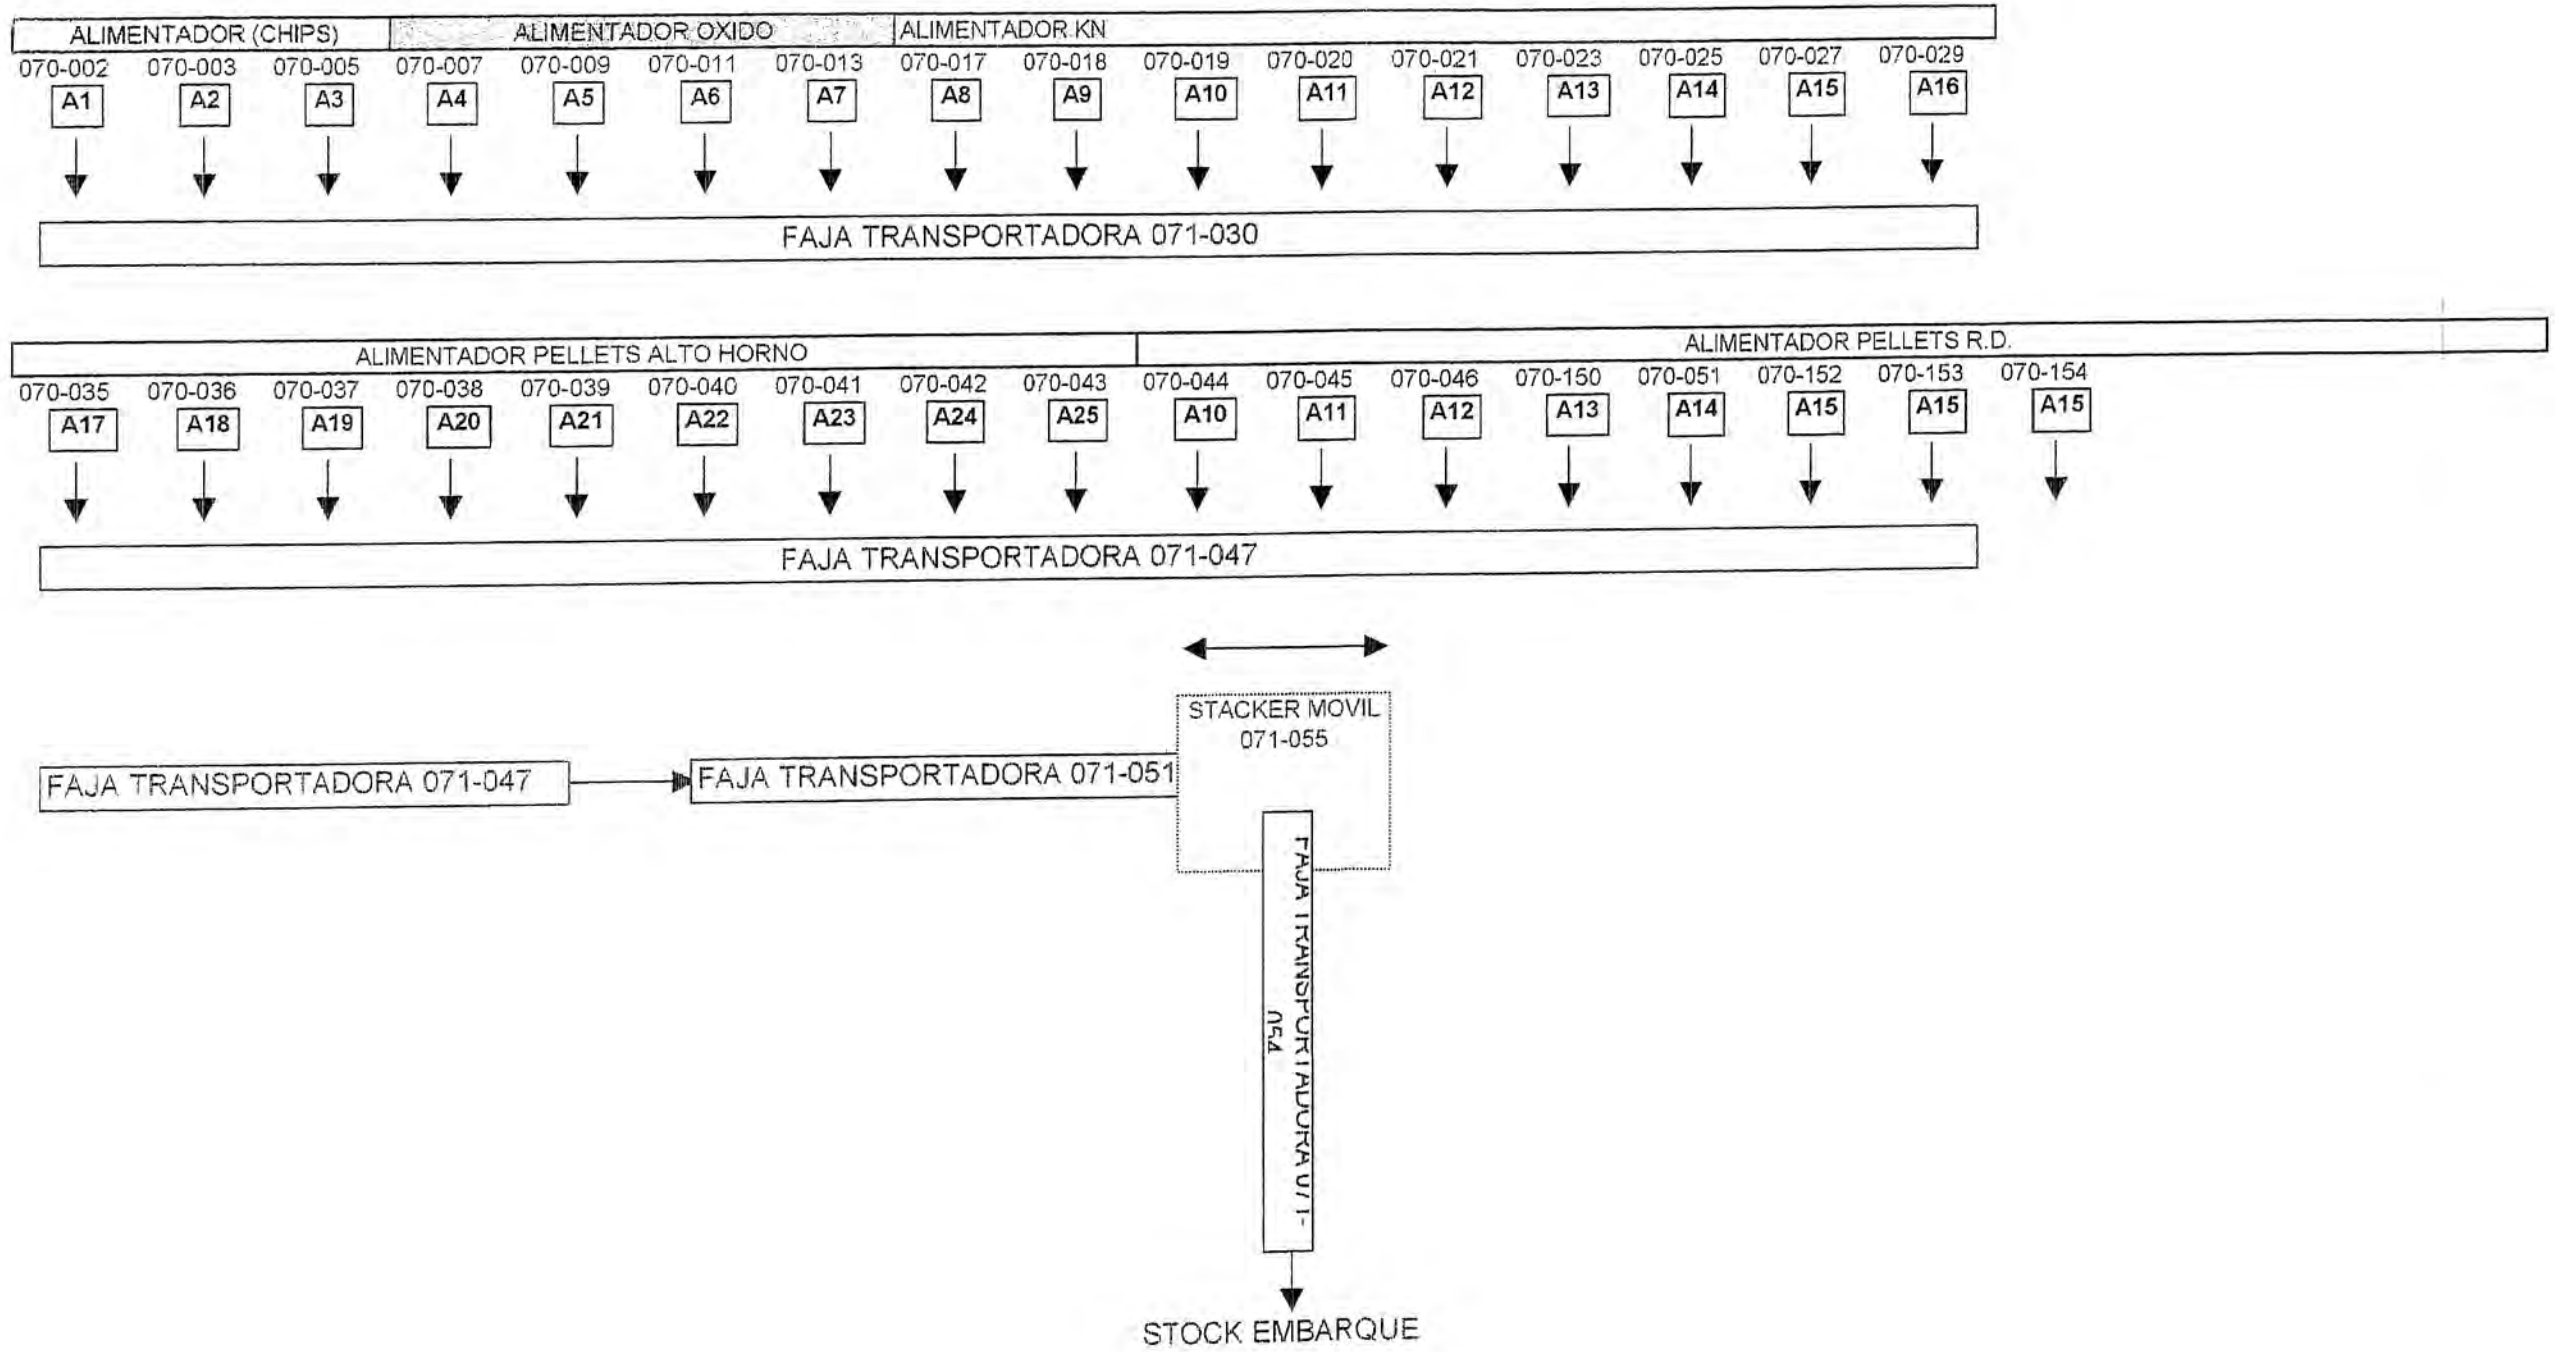 ALIMENTADOR (CHIPS) ALIMENTADOR OXIDO ALIMENTADOR KN
070-002 070-003 070-005 070-007 070-009 070-011 070-013 070-017 070-018 070-019 070-020 070-021 070-023 070-025 070-027 070-029
A1 A2 A3 A4 A5 A6 A7 A8 A9 A10 A11 A12 A13 A14 A15 A16
FAJA TRANSPORTADORA 071-030
ALIMENTADOR PELLETS ALTO HORNO ALIMENTADOR PELLETS R.D.
070-035 070-036 070-037 070-038 070-039 070-040 070-041 070-042 070-043 070-044 070-045 070-046 070-150 070-051 070-152 070-153 070-154
A17 A18 A19 A20 A21 A22 A23 A24 A25 A10 A11 A12 A13 A14 A15 A15 A15
FAJA TRANSPORTADORA 071-047
STACKER MOVIL
071-055
FAJA TRANSPORTADORA 071-047
FAJA TRANSPORTADORA 071-051
FAJA TRANSPORTADORA 071-
054
STOCK EMBARQUE